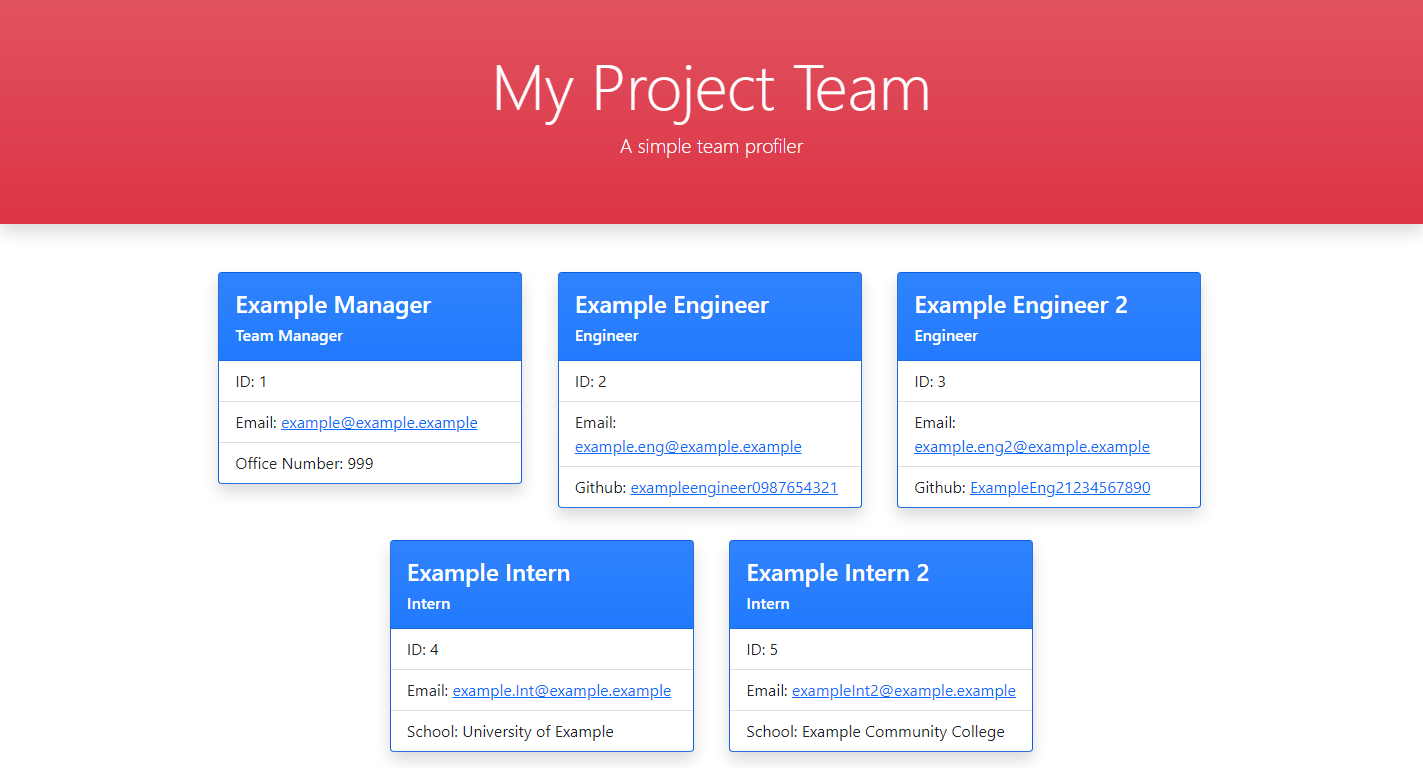 My Project Team
A simple team profiler
Example Manager
Team Manager
ID: 1
Email: example@example.example
Office Number: 999
Example Engineer
Engineer
ID: 2
Email:
example.eng@example.example
Github: exampleengineer0987654321
Example Engineer 2
Engineer
ID: 3
Email:
example.eng2@example.example
Github: ExampleEng21234567890
Example Intern
Intern
ID: 4
Email: example.Int@example.example
School: University of Example
Example Intern 2
Intern
ID: 5
Email: exampleInt2@example.example
School: Example Community College